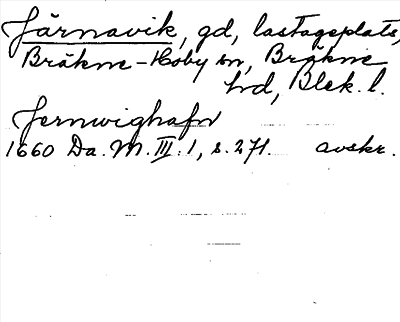 Järnavik, gd, lastageplats,
Bräkne-Hoby sn, Bräkne
hd, Blek. l.
Jernwighafn
1660 Da. M. III. 1, s. 271. avskr.